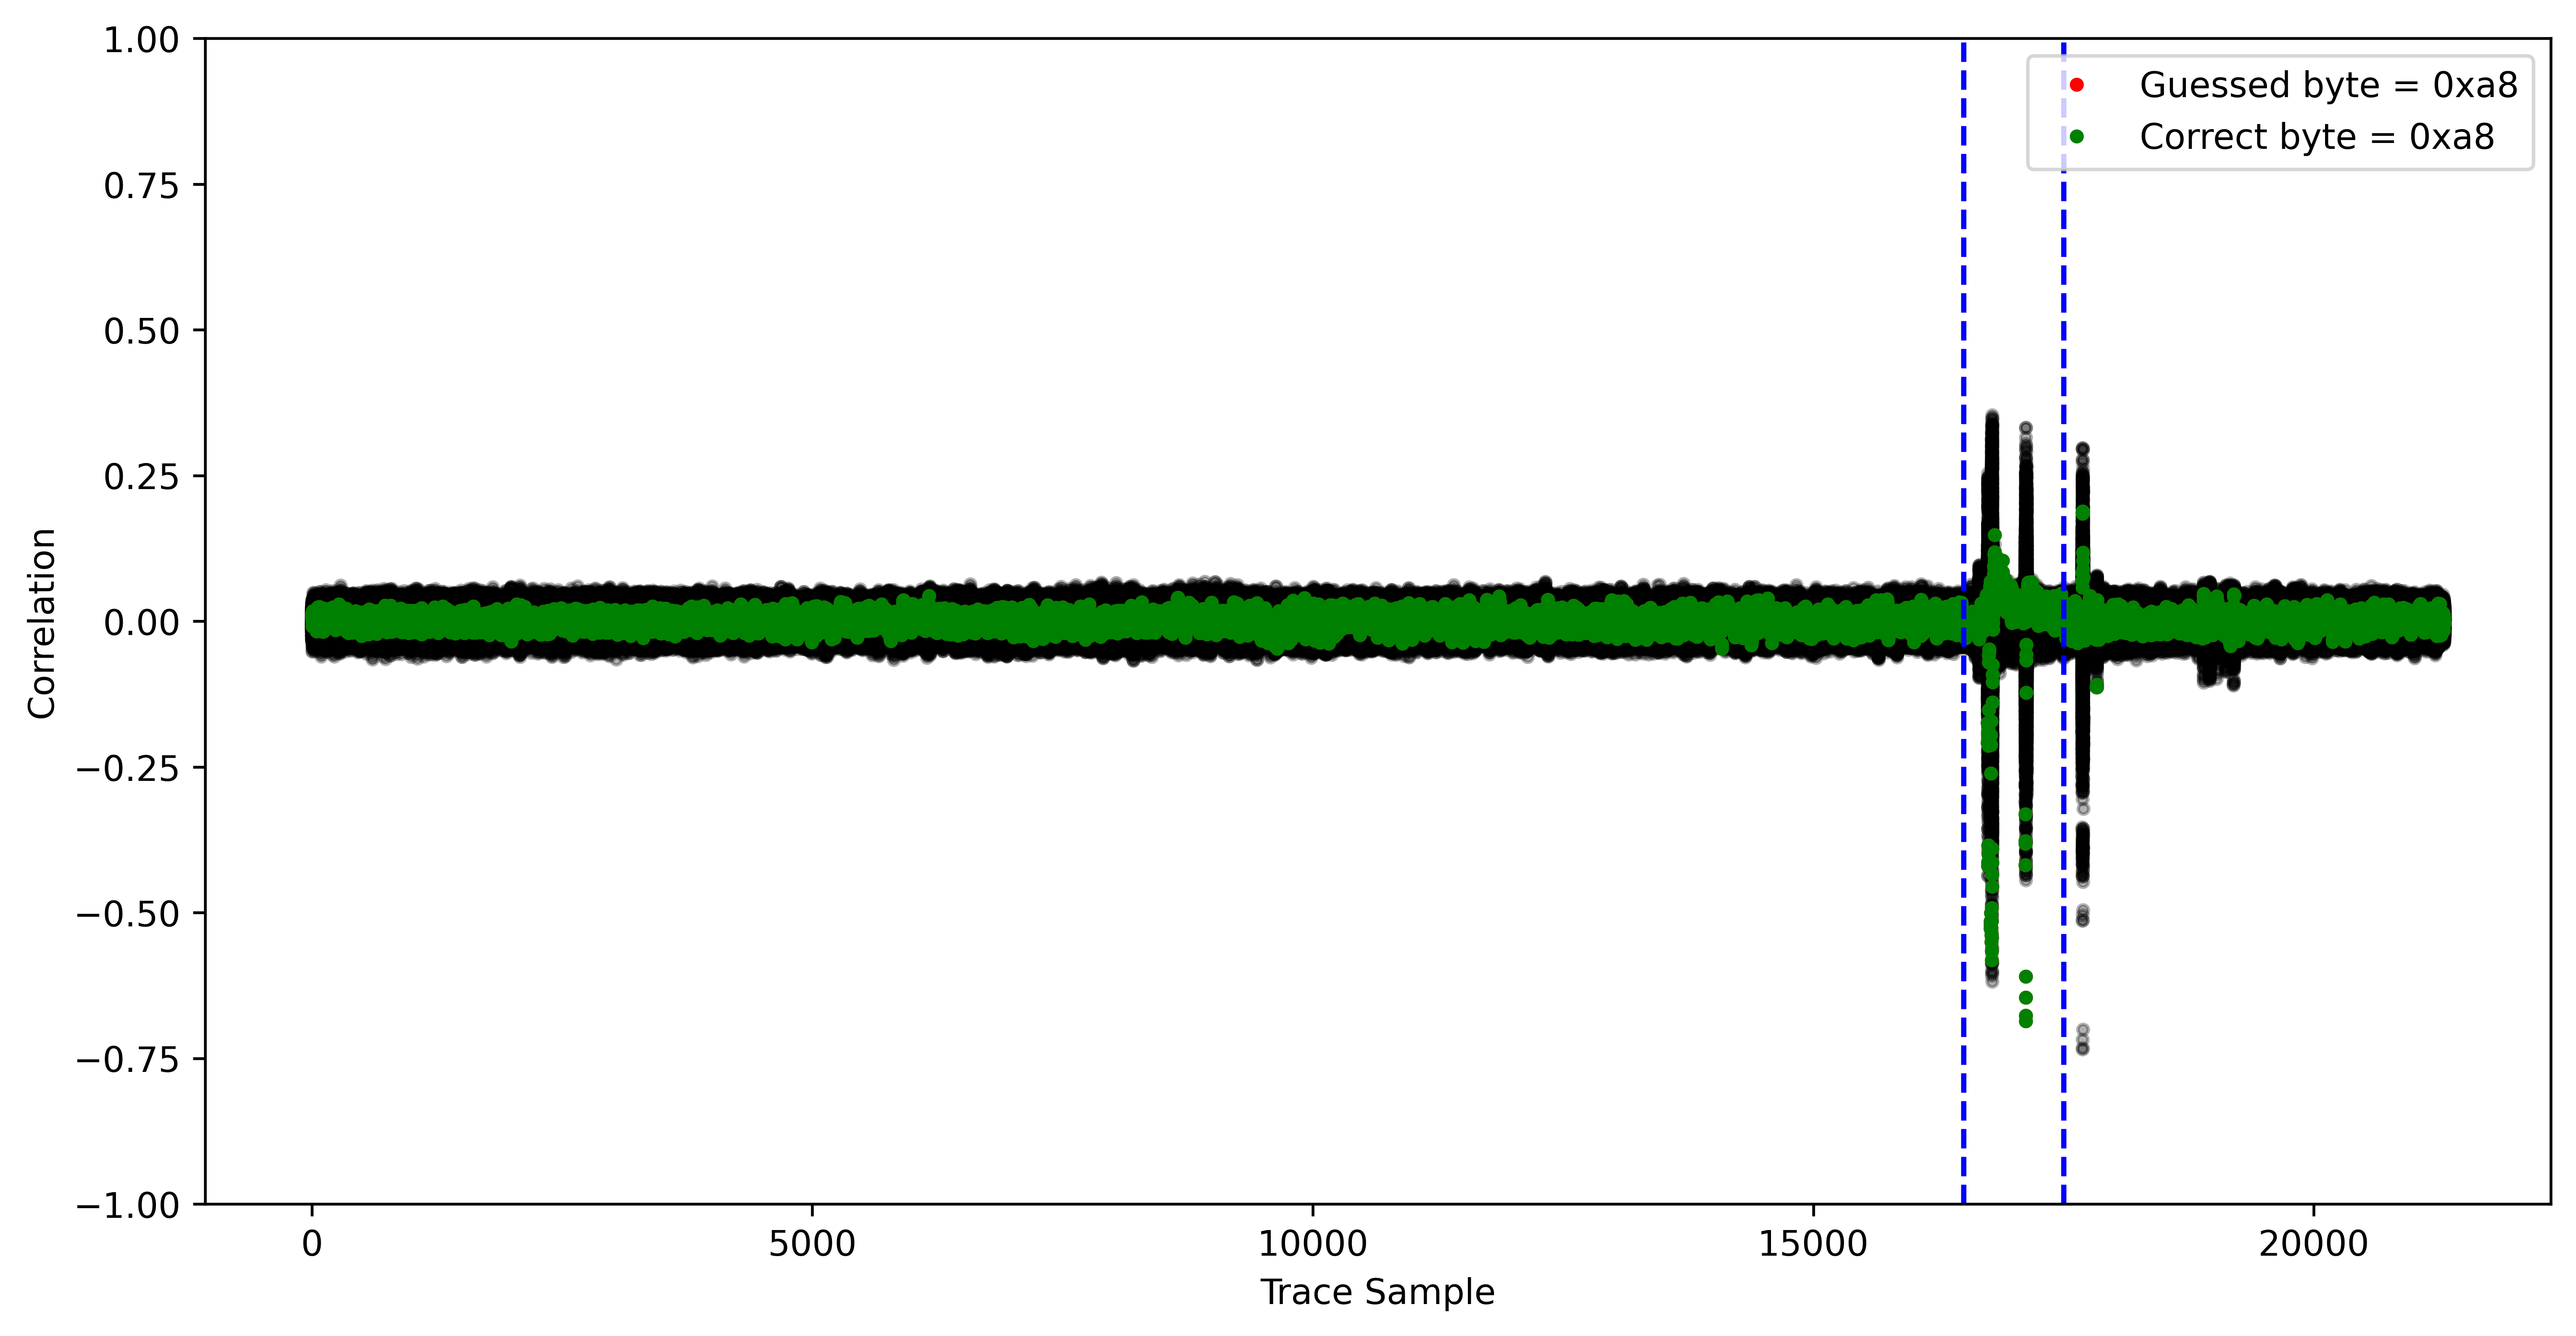 1.00
0.75
0.50
0.25
0.00
−0.25
−0.50
−0.75
−1.00
Correlation
Guessed byte = 0xa8
Correct byte = 0xa8
0 5000 10000 15000 20000
Trace Sample